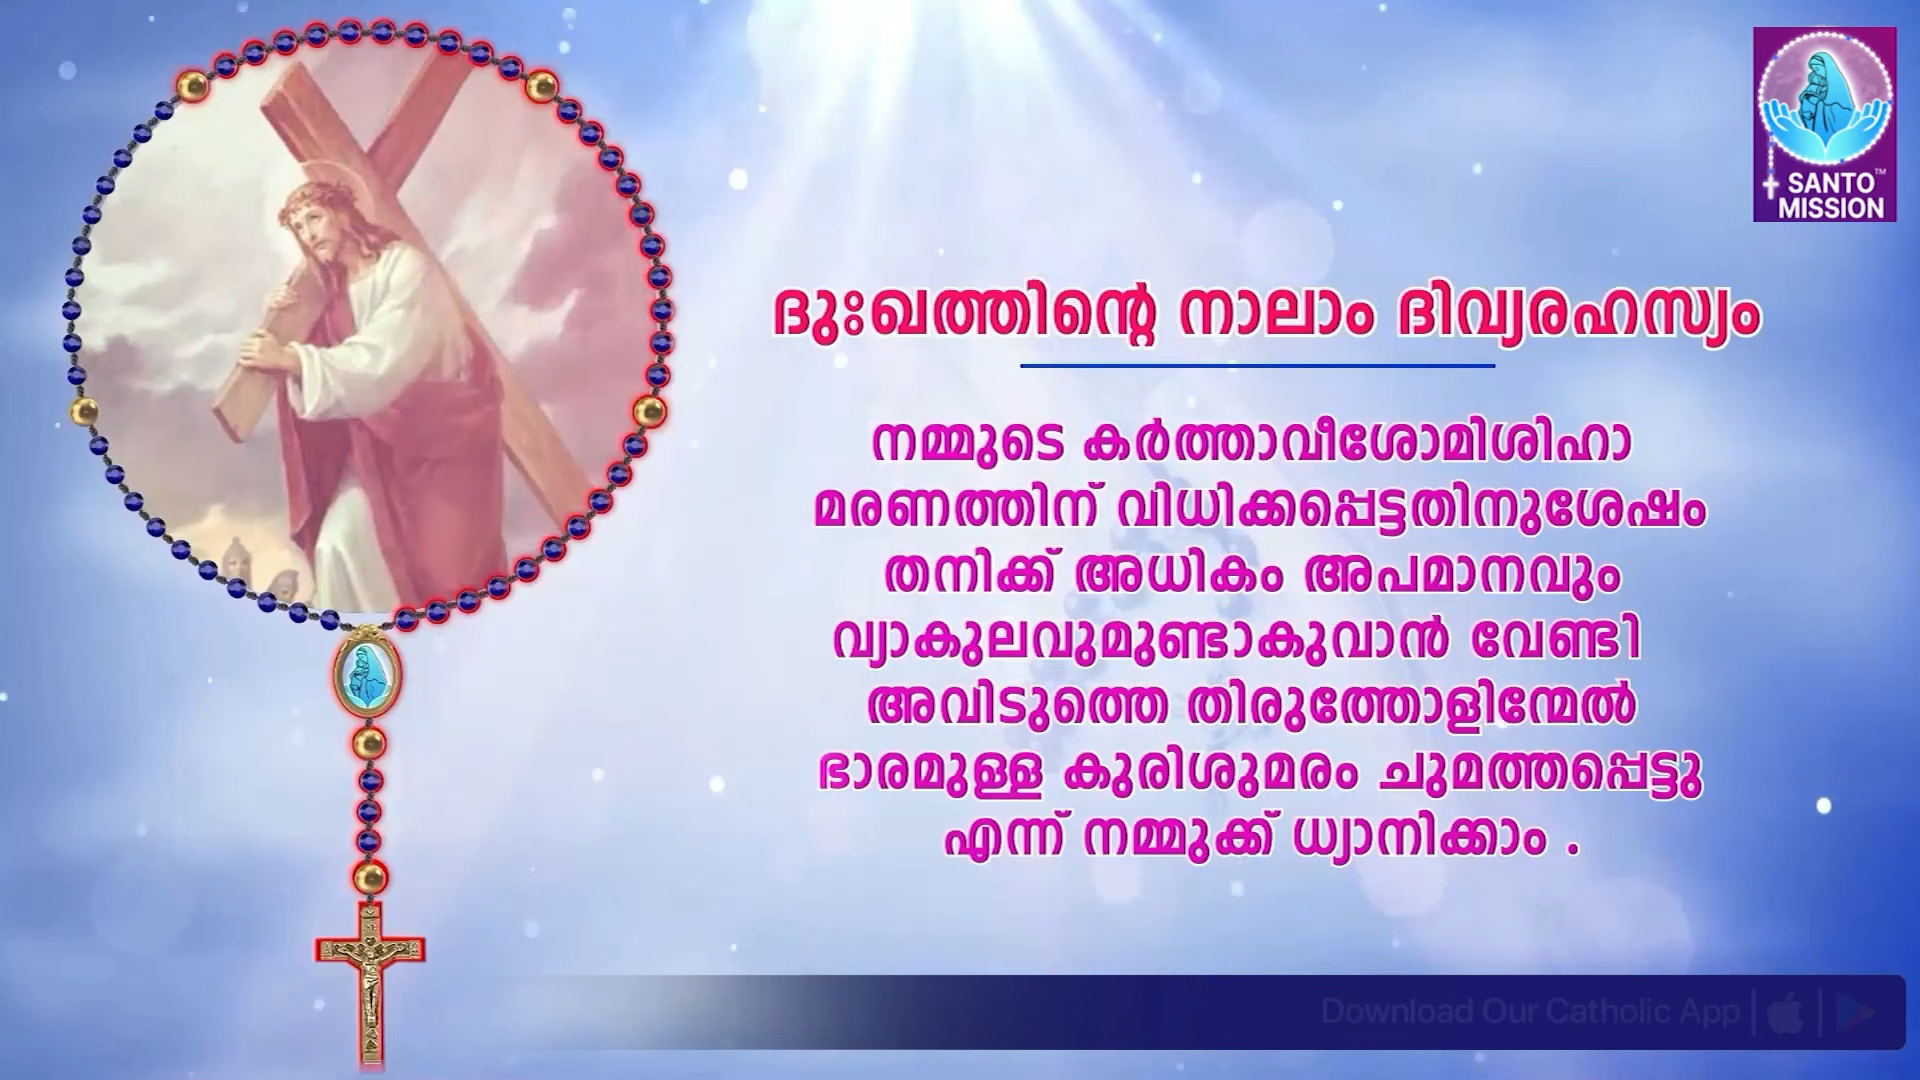 SANTO™
MISSION
ദുഃഖത്തിന്റെ നാലാം ദിവ്യരഹസ്യം
നമ്മുടെ കർത്താവീശോമിശിഹാ
മരണത്തിന് വിധിക്കപ്പെട്ടതിനുശേഷം
തനിക്ക് അധികം അപമാനവും
വ്യാകുലവുമുണ്ടാകുവാൻ വേണ്ടി
അവിടുത്തെ തിരുത്തോളിന്മേൽ
ഭാരമുള്ള കുരിശുമരം ചുമത്തപ്പെട്ടു
എന്ന് നമ്മുക്ക് ധ്യാനിക്കാം .
Download Our Catholic App